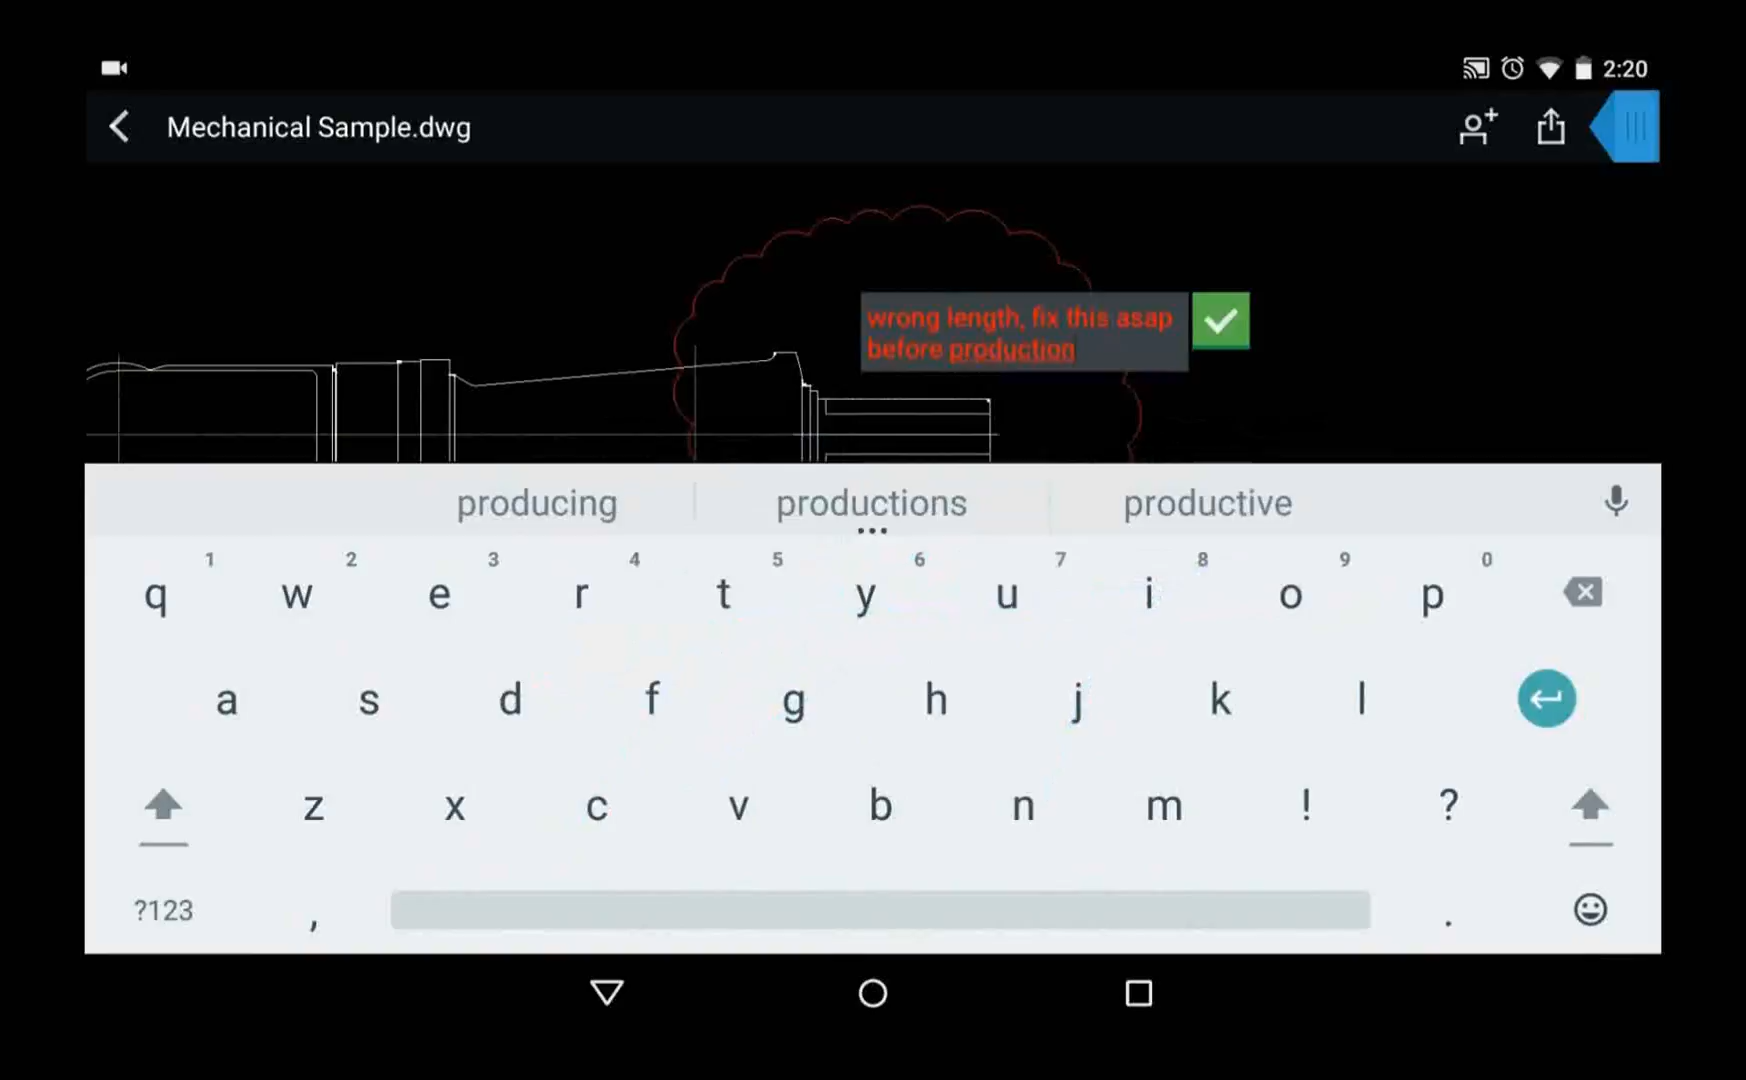 2:20
Mechanical Sample.dwg
wrong length, fix this asap
before production
producing productions productive
1 2 3 4 5 6 7 8 9 0
q w e r t y u i o p
a s d f g h j k l
z x c v b n m ! ?
?123 , .